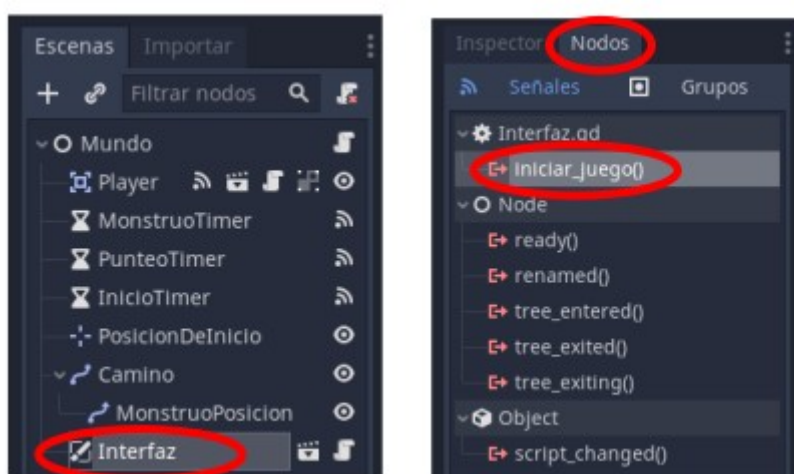 Escenas Importar
Filtrar nodos
Mundo
Player
MonstruoTimer
PunteoTimer
InicioTimer
PosicionDeInicio
Camino
MonstruoPosicion
Interfaz
Inspector Nodos
Señales Grupos
Interfaz.gd
iniciar_juego()
Node
ready()
renamed()
tree_entered()
tree_exited()
tree_exiting()
Object
script_changed()